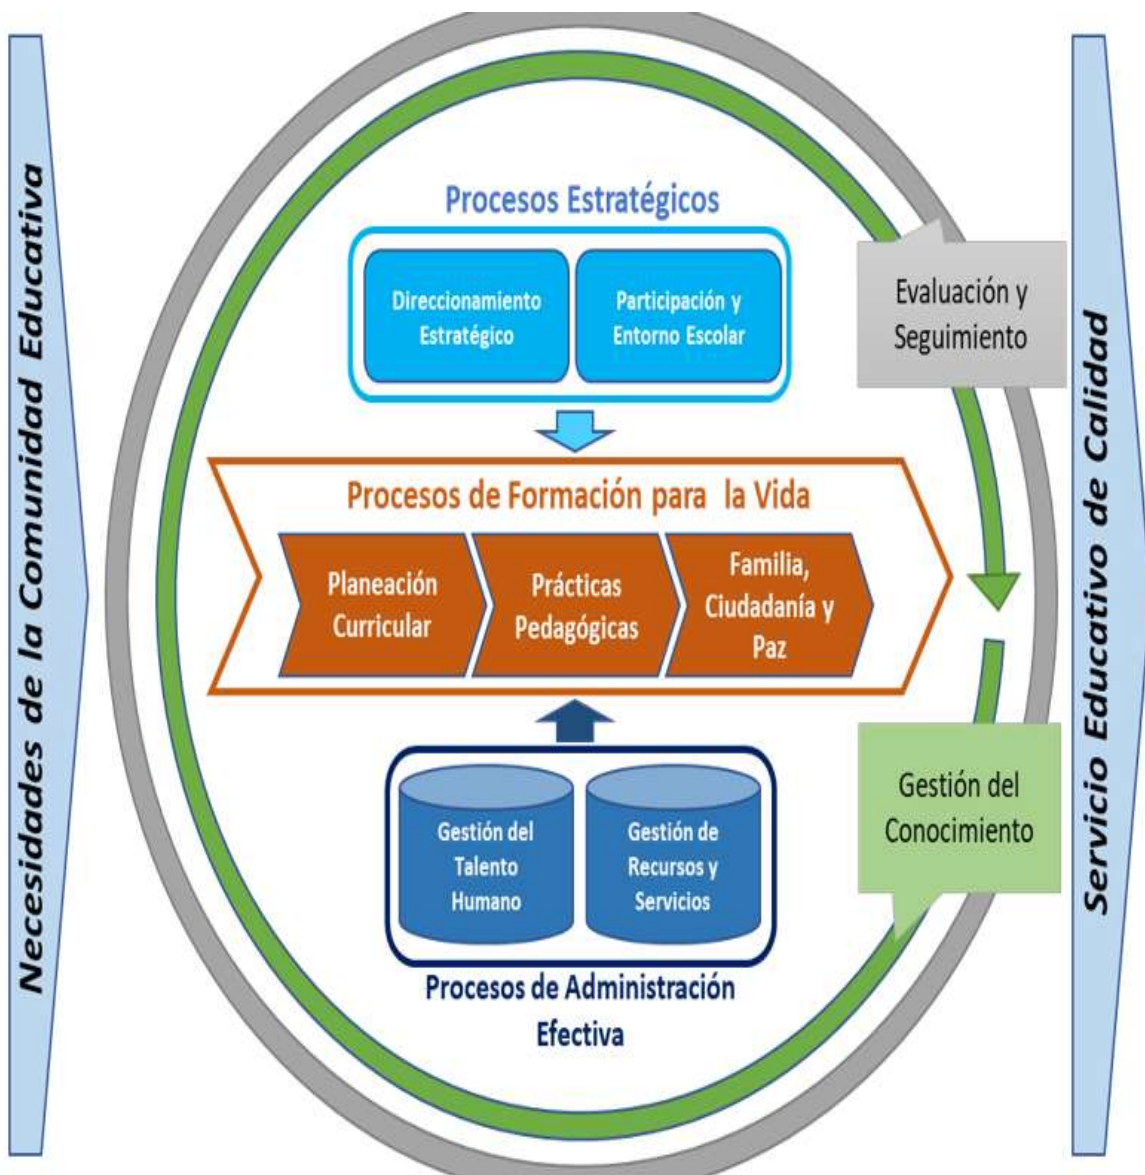 Necesidades de la Comunidad Educativa
Procesos Estratégicos
Direccionamiento
Estratégico
Participación y
Entorno Escolar
Evaluación y
Seguimiento
Procesos de Formación para la Vida
Planeación
Curricular
Prácticas
Pedagógicas
Familia,
Ciudadanía y
Paz
Gestión del
Talento
Humano
Gestión de
Recursos y
Servicios
Procesos de Administración
Efectiva
Gestión del
Conocimiento
Servicio Educativo de Calidad